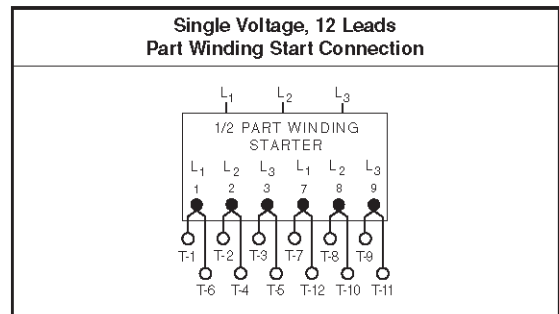 Single Voltage, 12 Leads
Part Winding Start Connection
L1 L2 L3
1/2 PART WINDING
STARTER
L1 L2 L3 L1 L2 L3
1 2 3 7 8 9
T-1 T-2 T-3 T-7 T-8 T-9
T-6 T-4 T-5 T-12 T-10 T-11